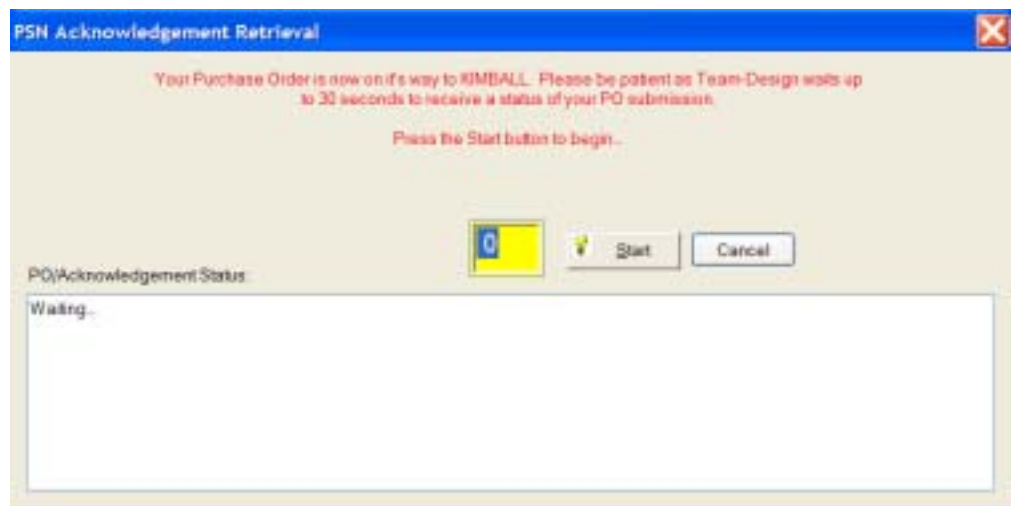 PSN Acknowledgement Retrieval
Your Purchase Order is now on it's way to KIMBALL. Please be patient as Team-Design waits up
to 30 seconds to receive a status of your PO submission.
Press the Start button to begin...
0
Start
Cancel
PO/Acknowledgement Status:
Waiting...